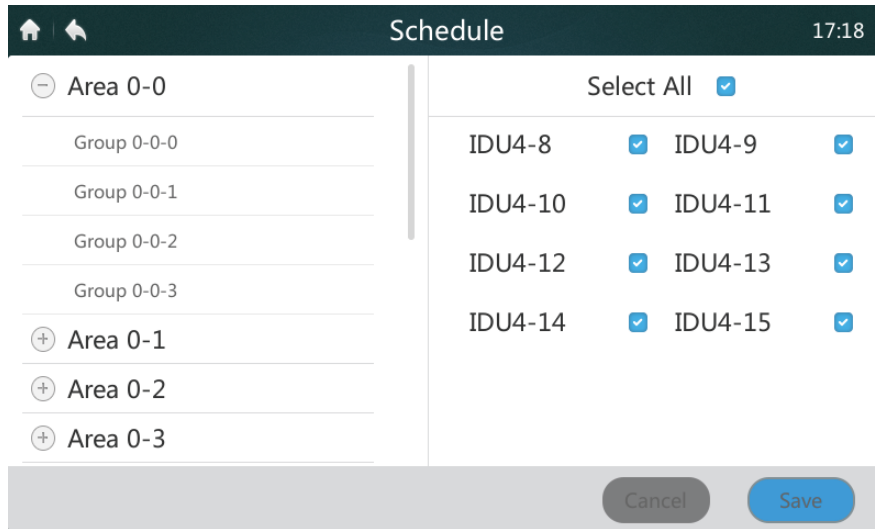 Schedule 17:18
Area 0-0
Group 0-0-0
Group 0-0-1
Group 0-0-2
Group 0-0-3
Area 0-1
Area 0-2
Area 0-3
Select All
IDU4-8 IDU4-9
IDU4-10 IDU4-11
IDU4-12 IDU4-13
IDU4-14 IDU4-15
Cancel Save